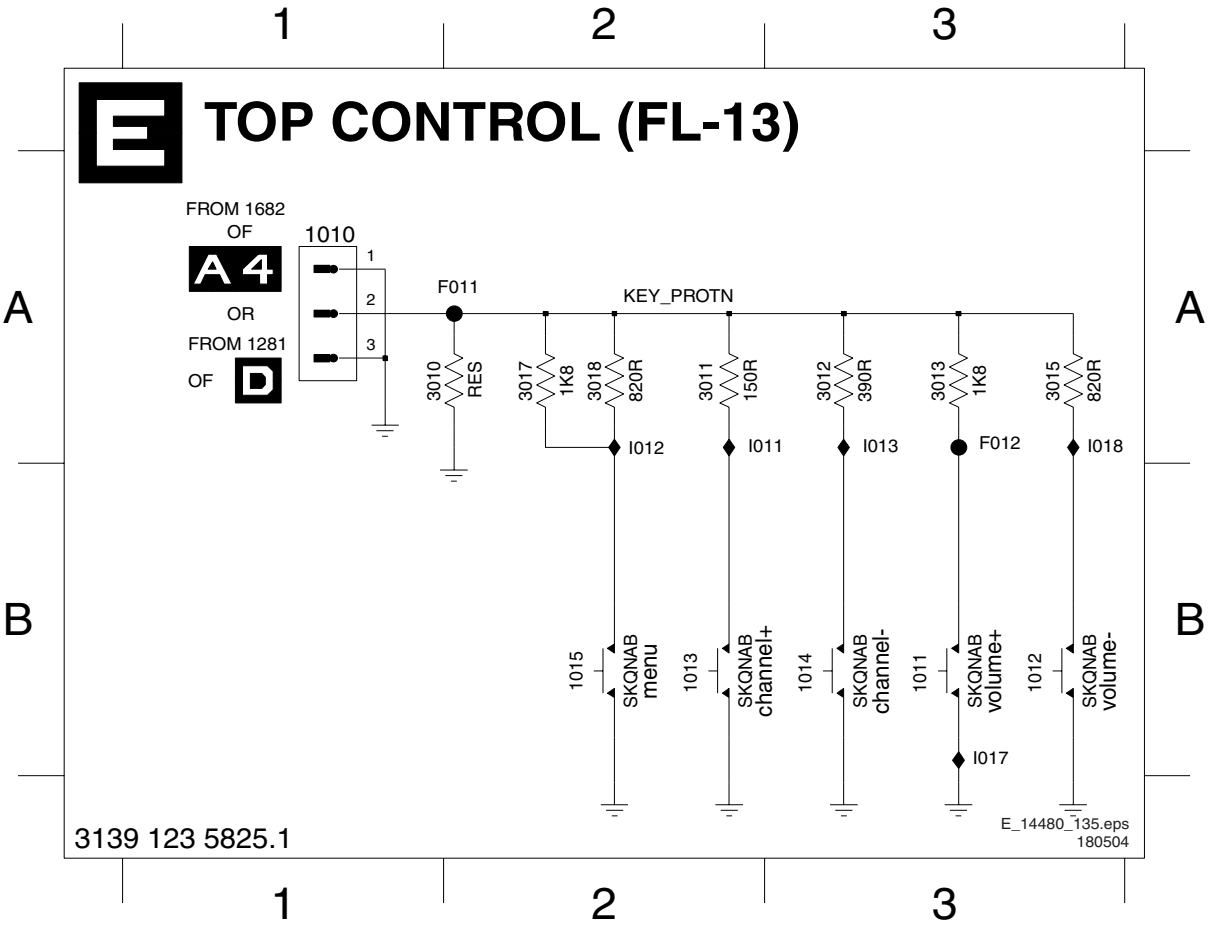 1 2 3
E TOP CONTROL (FL-13)
FROM 1682
OF
A 4
OR
FROM 1281
OF D
1010
1
2
3
F011
KEY_PROTN
A A
3010
RES
3017
1K8
3018
820R
3011
150R
3012
390R
3013
1K8
3015
820R
I012
I011
I013
F012
I018
B B
1015
SKQNAB
menu
1013
SKQNAB
channel+
1014
SKQNAB
channel-
1011
SKQNAB
volume+
1012
SKQNAB
volume-
I017
3139 123 5825.1
E_14480_135.eps
180504
1 2 3